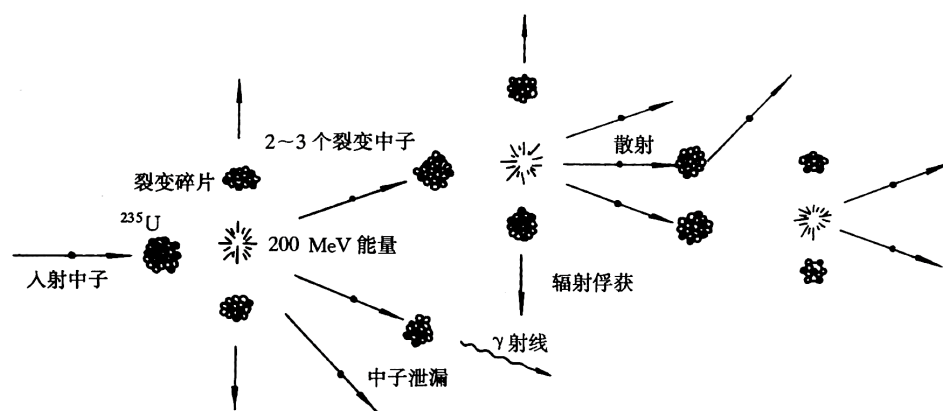 2～3 个裂变中子
散射
裂变碎片
²³⁵U
200 MeV 能量
入射中子
辐射俘获
γ 射线
中子泄漏